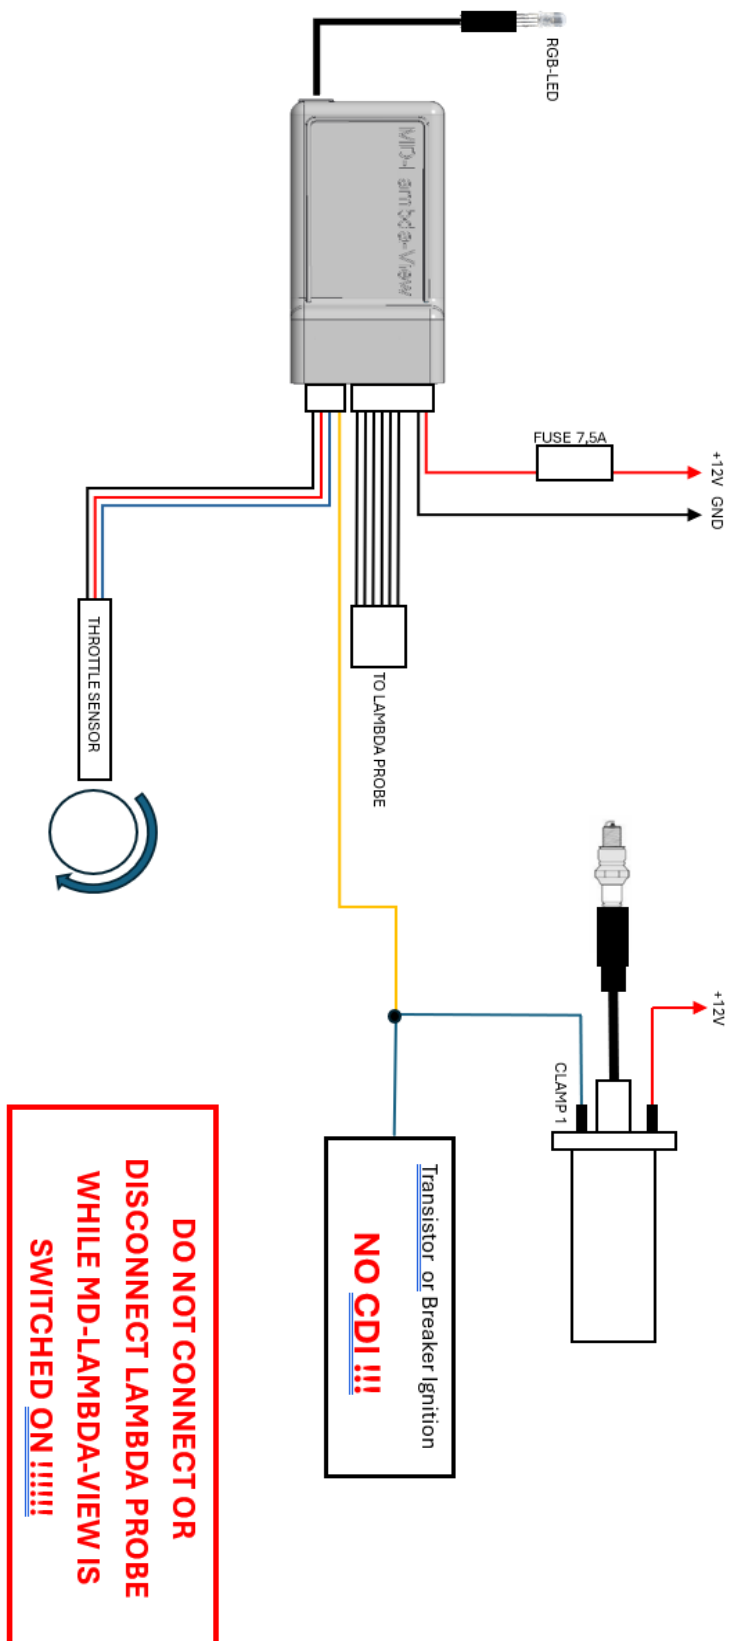 RGB-LED
MD-Lambda-View
FUSE 7,5A
+12V
GND
THROTTLE SENSOR
TO LAMBDA PROBE
+12V
CLAMP 1
Transistor or Breaker Ignition
NO CDI !!!
DO NOT CONNECT OR
DISCONNECT LAMBDA PROBE
WHILE MD-LAMBDA-VIEW IS
SWITCHED ON !!!!!!